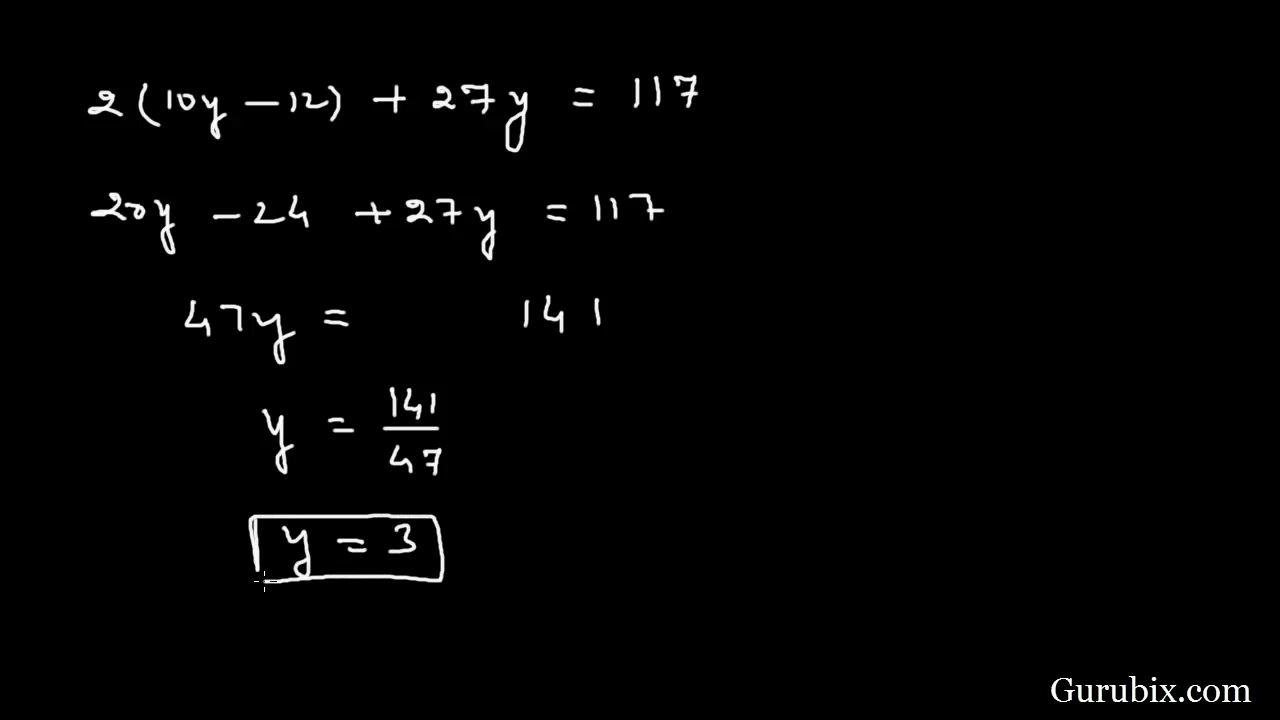 2(10y - 12) + 27y = 117
20y - 24 + 27y = 117
47y = 141
y = 141/47
y = 3
Gurubix.com